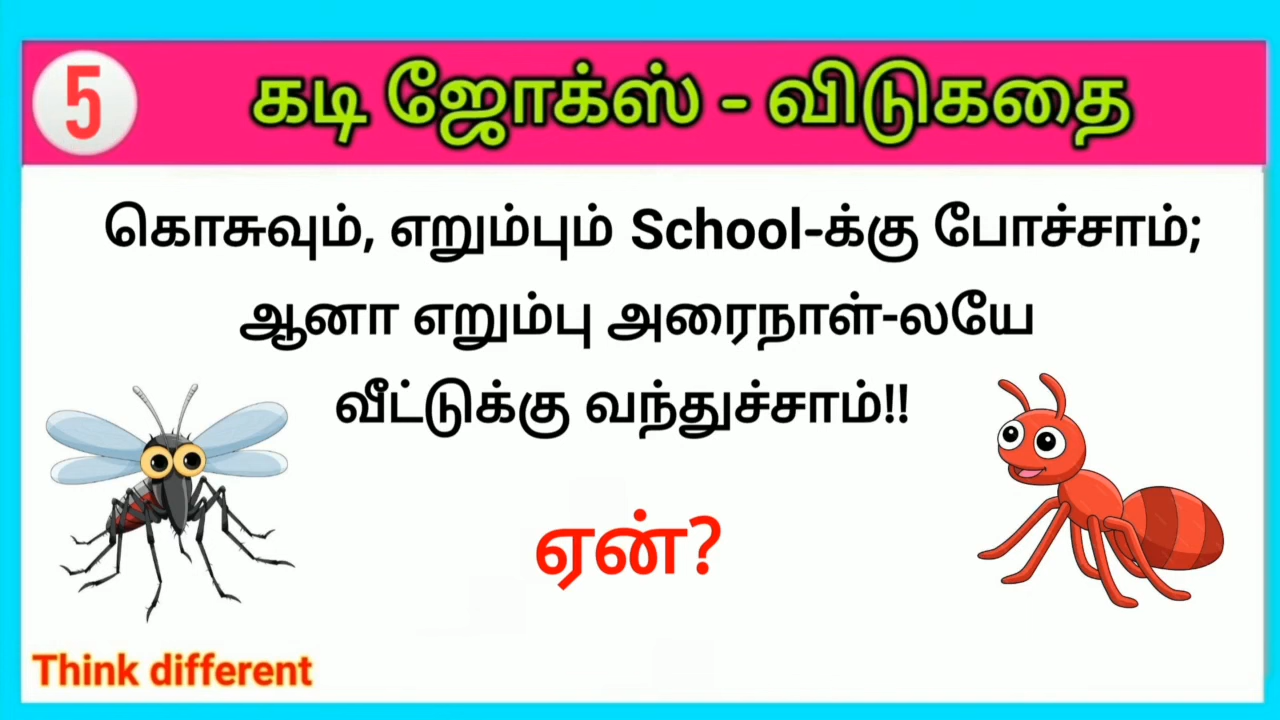 5
கடி ஜோக்ஸ் - விடுகதை
கொசுவும், எறும்பும் School-க்கு போச்சாம்;
ஆனா எறும்பு அரைநாள்-லயே
வீட்டுக்கு வந்துச்சாம்!!
ஏன்?
Think different